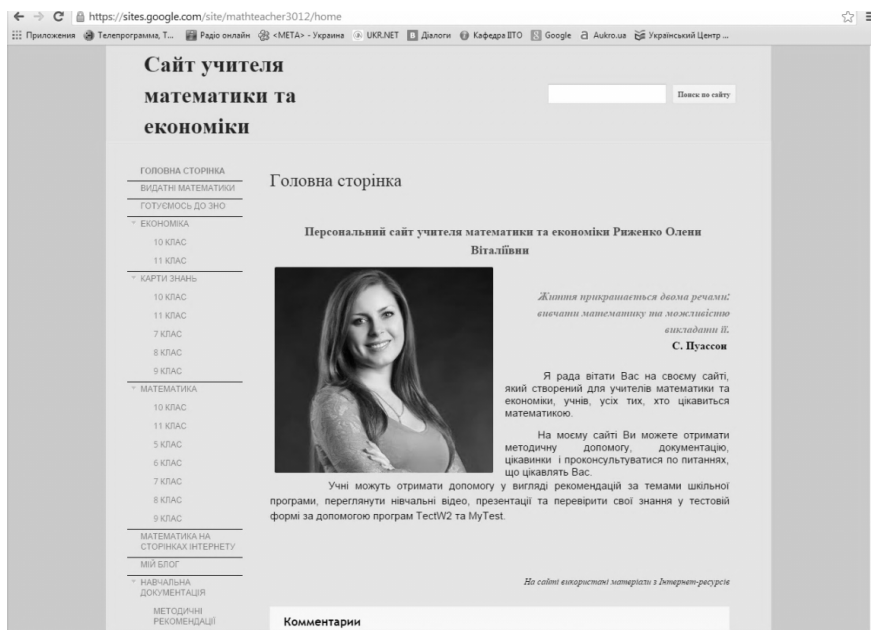 https://sites.google.com/site/mathteacher3012/home
Приложения Телепрограмма, Т... Радіо онлайн <МЕТА> - Украина UKR.NET Діалоги Кафедра ІІТО Google Aukro.ua Український Центр ...
Сайт учителя
математики та
економіки
Поиск по сайту
ГОЛОВНА СТОРІНКА
ВИДАТНІ МАТЕМАТИКИ
ГОТУЄМОСЬ ДО ЗНО
ЕКОНОМІКА
10 КЛАС
11 КЛАС
КАРТИ ЗНАНЬ
10 КЛАС
11 КЛАС
7 КЛАС
8 КЛАС
9 КЛАС
МАТЕМАТИКА
10 КЛАС
11 КЛАС
5 КЛАС
6 КЛАС
7 КЛАС
8 КЛАС
9 КЛАС
МАТЕМАТИКА НА
СТОРІНКАХ ІНТЕРНЕТУ
МІЙ БЛОГ
НАВЧАЛЬНА
ДОКУМЕНТАЦІЯ
МЕТОДИЧНІ
РЕКОМЕНДАЦІЇ
Головна сторінка
Персональний сайт учителя математики та економіки Риженко Олени
Віталіївни
Життя прикрашається двома речами:
вивчати математику та можливістю
викладати її.
С. Пуассон
Я рада вітати Вас на своєму сайті,
який створений для учителів математики та
економіки, учнів, усіх тих, хто цікавиться
математикою.
На моєму сайті Ви можете отримати
методичну допомогу, документацію,
цікавинки і проконсультуватися по питаннях,
що цікавлять Вас.
Учні можуть отримати допомогу у вигляді рекомендацій за темами шкільної
програми, переглянути нівчальні відео, презентації та перевірити свої знання у тестовій
формі за допомогою програм ТестW2 та MyTest.
На сайті використані матеріали з Інтернет-ресурсів
Комментарии